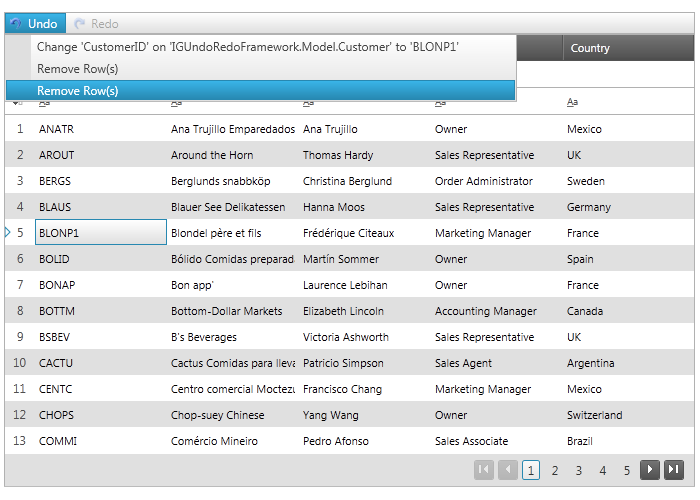 Undo Redo
Change 'CustomerID' on 'IGUndoRedoFramework.Model.Customer' to 'BLONP1'
Remove Row(s)
Remove Row(s)
Country
Aa Aa Aa Aa Aa
1 ANATR Ana Trujillo Emparedados Ana Trujillo Owner Mexico
2 AROUT Around the Horn Thomas Hardy Sales Representative UK
3 BERGS Berglunds snabbköp Christina Berglund Order Administrator Sweden
4 BLAUS Blauer See Delikatessen Hanna Moos Sales Representative Germany
5 BLONP1 Blondel père et fils Frédérique Citeaux Marketing Manager France
6 BOLID Bólido Comidas preparada Martín Sommer Owner Spain
7 BONAP Bon app' Laurence Lebihan Owner France
8 BOTTM Bottom-Dollar Markets Elizabeth Lincoln Accounting Manager Canada
9 BSBEV B's Beverages Victoria Ashworth Sales Representative UK
10 CACTU Cactus Comidas para lleva Patricio Simpson Sales Agent Argentina
11 CENTC Centro comercial Moctezu Francisco Chang Marketing Manager Mexico
12 CHOPS Chop-suey Chinese Yang Wang Owner Switzerland
13 COMMI Comércio Mineiro Pedro Afonso Sales Associate Brazil
1 2 3 4 5